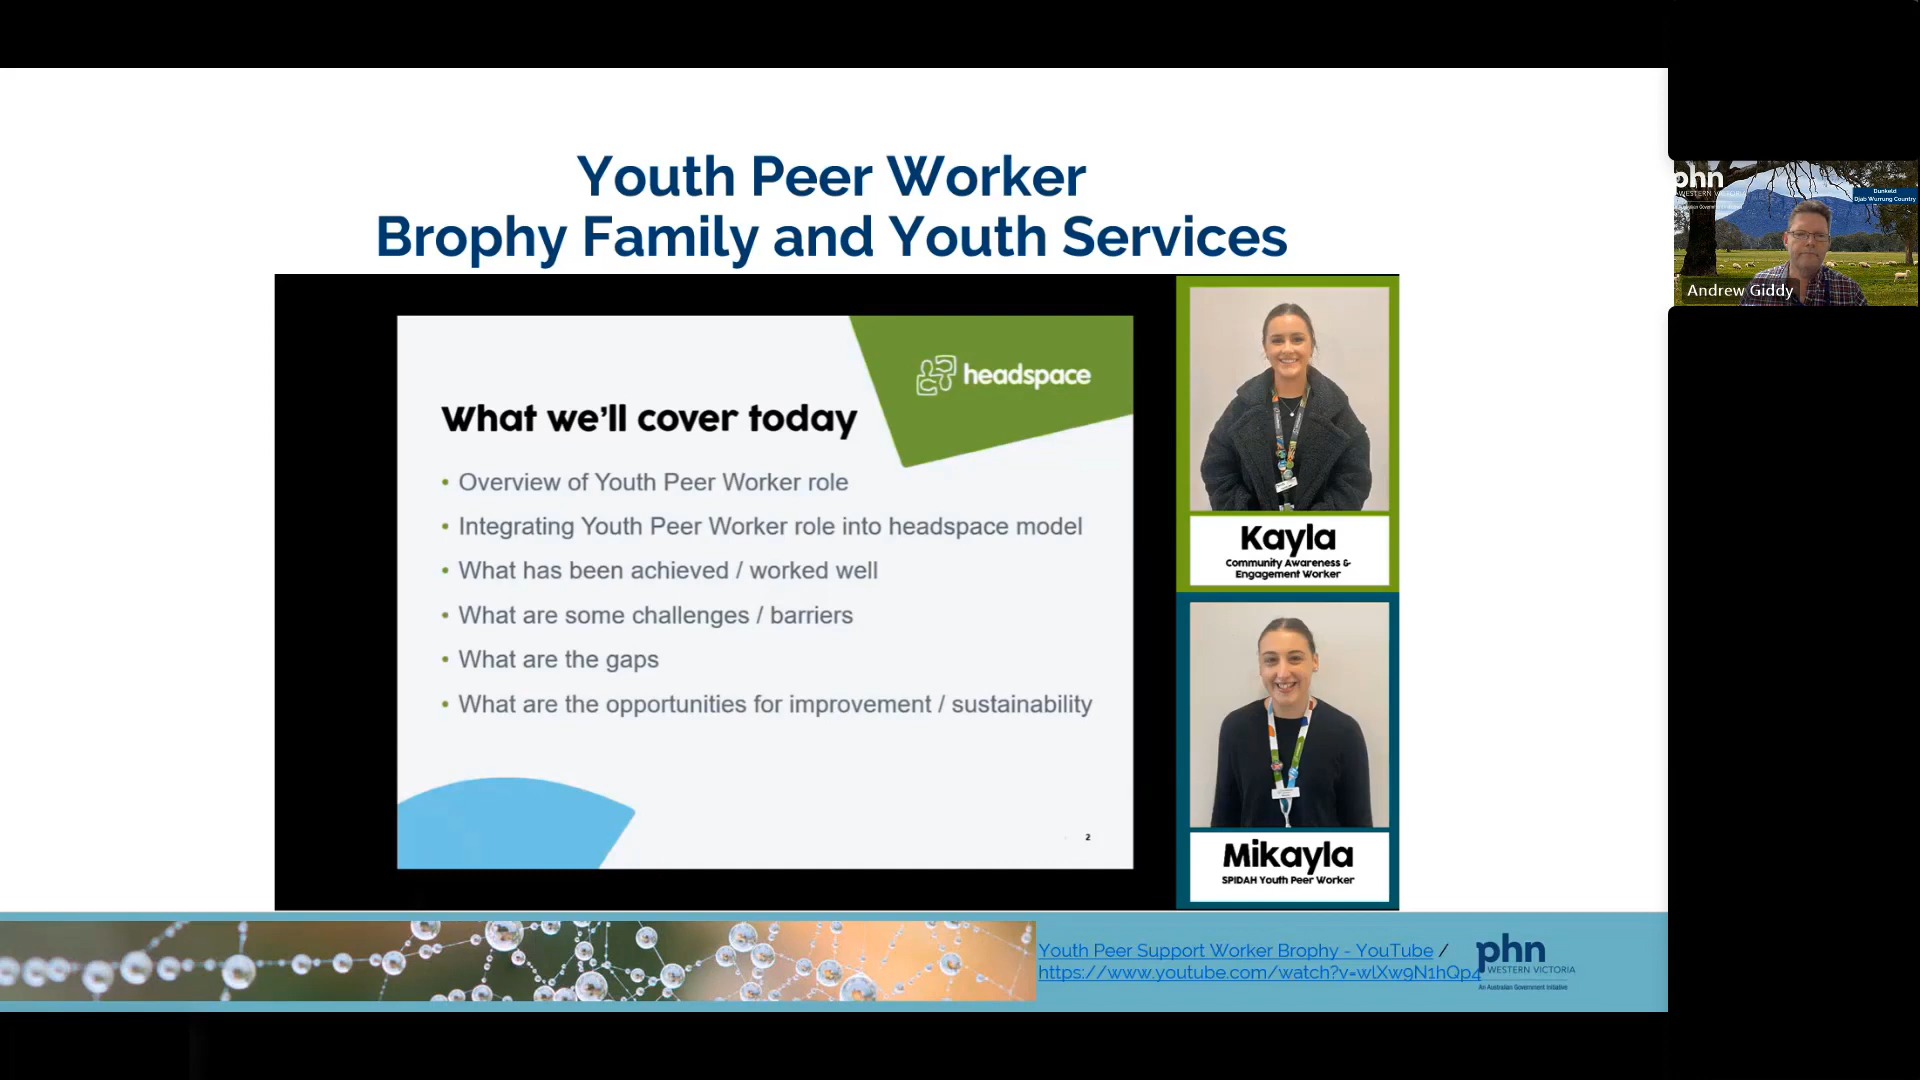 Youth Peer Worker
Brophy Family and Youth Services
headspace
What we'll cover today
• Overview of Youth Peer Worker role
• Integrating Youth Peer Worker role into headspace model
• What has been achieved / worked well
• What are some challenges / barriers
• What are the gaps
• What are the opportunities for improvement / sustainability
2
Kayla
Community Awareness &
Engagement Worker
Mikayla
SPIDAH Youth Peer Worker
Youth Peer Support Worker Brophy - YouTube /
https://www.youtube.com/watch?v=wlXw9N1hQp4
phn
WESTERN VICTORIA
An Australian Government Initiative
phn
WESTERN VICTORIA
Dunkeld
Djab Wurrung Country
Andrew Giddy